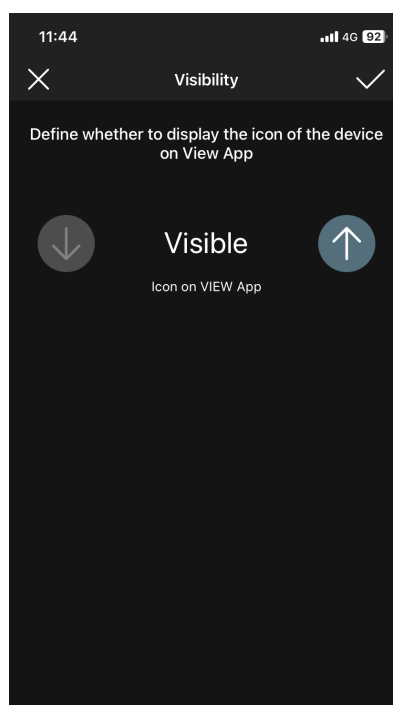 11:44
4G 92
Visibility
Define whether to display the icon of the device
on View App
Visible
Icon on VIEW App